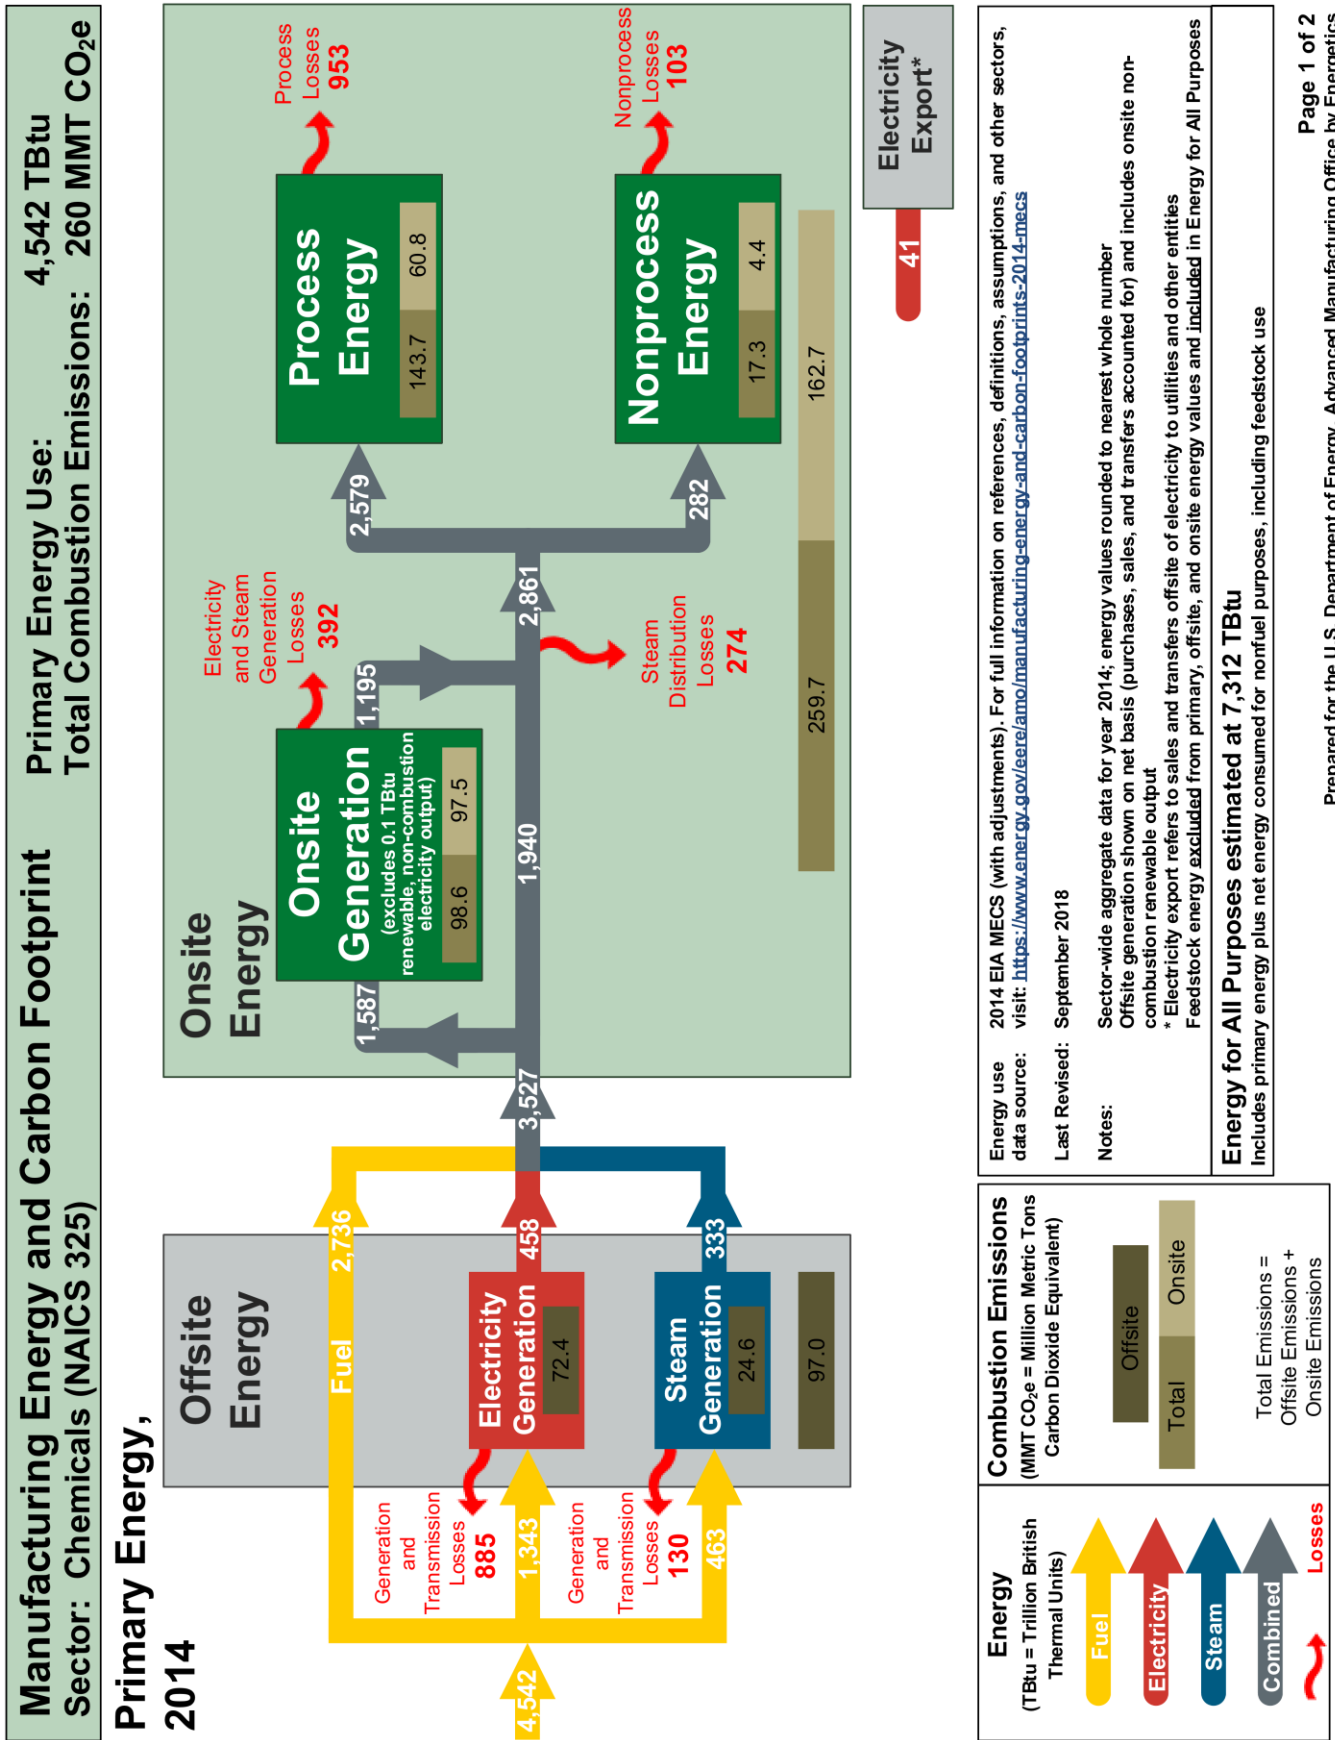 Manufacturing Energy and Carbon Footprint
Sector: Chemicals (NAICS 325)
Primary Energy Use: 4,542 TBtu
Total Combustion Emissions: 260 MMT CO₂e
Primary Energy,
2014
4,542
Fuel
2,736
1,343
463
Generation
and
Transmission
Losses
885
Generation
and
Transmission
Losses
130
Offsite
Energy
Electricity
Generation
72.4
458
Steam
Generation
24.6
333
97.0
3,527
Onsite
Energy
1,587
Onsite
Generation
(excludes 0.1 TBtu
renewable, non-combustion
electricity output)
98.6
97.5
1,195
Electricity
and Steam
Generation
Losses
392
1,940
2,861
Steam
Distribution
Losses
274
2,579
282
Process
Energy
143.7
60.8
Process
Losses
953
Nonprocess
Energy
17.3
4.4
Nonprocess
Losses
103
259.7
162.7
41
Electricity
Export*
Energy
(TBtu = Trillion British
Thermal Units)
Fuel
Electricity
Steam
Combined
Losses
Combustion Emissions
(MMT CO₂e = Million Metric Tons
Carbon Dioxide Equivalent)
Offsite
Total
Onsite
Total Emissions =
Offsite Emissions +
Onsite Emissions
Energy use
data source:
2014 EIA MECS (with adjustments). For full information on references, definitions, assumptions, and other sectors,
visit: https://www.energy.gov/eere/amo/manufacturing-energy-and-carbon-footprints-2014-mecs
Last Revised: September 2018
Notes:
Sector-wide aggregate data for year 2014; energy values rounded to nearest whole number
Offsite generation shown on net basis (purchases, sales, and transfers accounted for) and includes onsite non-
combustion renewable output
* Electricity export refers to sales and transfers offsite of electricity to utilities and other entities
Feedstock energy excluded from primary, offsite, and onsite energy values and included in Energy for All Purposes
Energy for All Purposes estimated at 7,312 TBtu
Includes primary energy plus net energy consumed for nonfuel purposes, including feedstock use
Page 1 of 2
Prepared for the U.S. Department of Energy, Advanced Manufacturing Office by Energetics